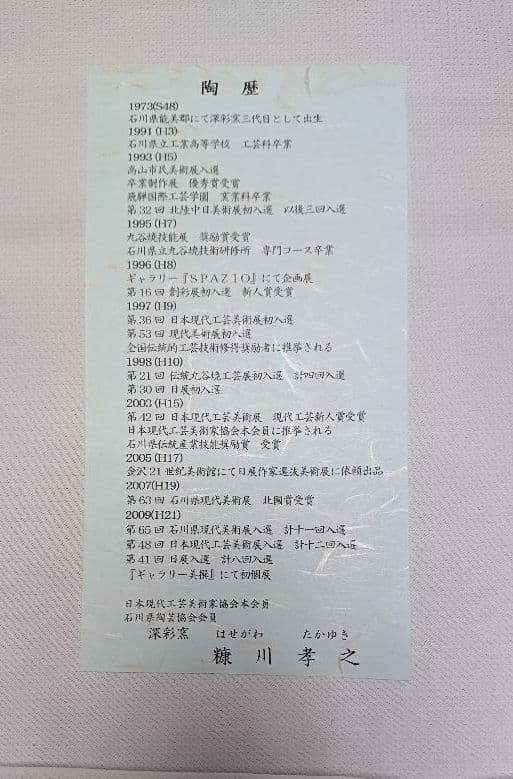 陶歴
1973(S48)
石川県能美郡にて深彩窯三代目として出生
1991(H3)
石川県立工業高等学校 工芸科卒業
1993(H5)
高山市民美術展入選
卒業制作展 優秀賞受賞
飛騨国際工芸学園 窯業科卒業
第32回 北陸中日美術展初入選 以後三回入選
1995(H7)
九谷焼技能展 奨励賞受賞
石川県立九谷焼技術研修所 専門コース卒業
1996(H8)
ギャラリー『SPAZIO』にて企画展
第16回 創彩展初入選 新人賞受賞
1997(H9)
第36回 日本現代工芸美術展初入選
第53回 現代美術展初入選
全国伝統的工芸技術修得奨励者に推挙される
1998(H10)
第21回 伝統九谷焼工芸展初入選 計四回入選
第30回 日展初入選
2003(H15)
第42回 日本現代工芸美術展 現代工芸新人賞受賞
日本現代工芸美術家協会本会員に推挙される
石川県伝統産業技能奨励賞 受賞
2005(H17)
金沢21世紀美術館にて日展作家選抜美術展に依頼出品
2007(H19)
第63回 石川県現代美術展 北國賞受賞
2009(H21)
第65回 石川県現代美術展入選 計十一回入選
第48回 日本現代工芸美術展入選 計十二回入選
第41回 日展入選 計八回入選
『ギャラリー美撰』にて初個展
日本現代工芸美術家協会本会員
石川県陶芸協会会員
深彩窯 はせがわ たかゆき
糠川孝之